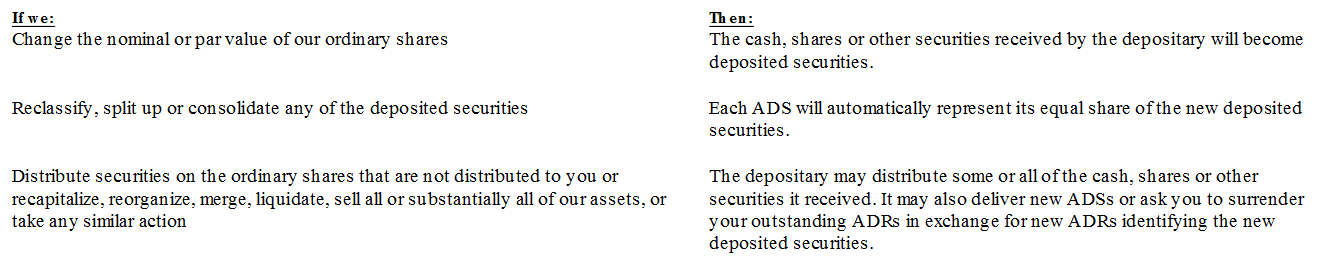 If we:
Then:
Change the nominal or par value of our ordinary shares
The cash, shares or other securities received by the depositary will become
deposited securities.
Reclassify, split up or consolidate any of the deposited securities
Each ADS will automatically represent its equal share of the new deposited
securities.
Distribute securities on the ordinary shares that are not distributed to you or
recapitalize, reorganize, merge, liquidate, sell all or substantially all of our assets, or
take any similar action
The depositary may distribute some or all of the cash, shares or other
securities it received. It may also deliver new ADSs or ask you to surrender
your outstanding ADRs in exchange for new ADRs identifying the new
deposited securities.